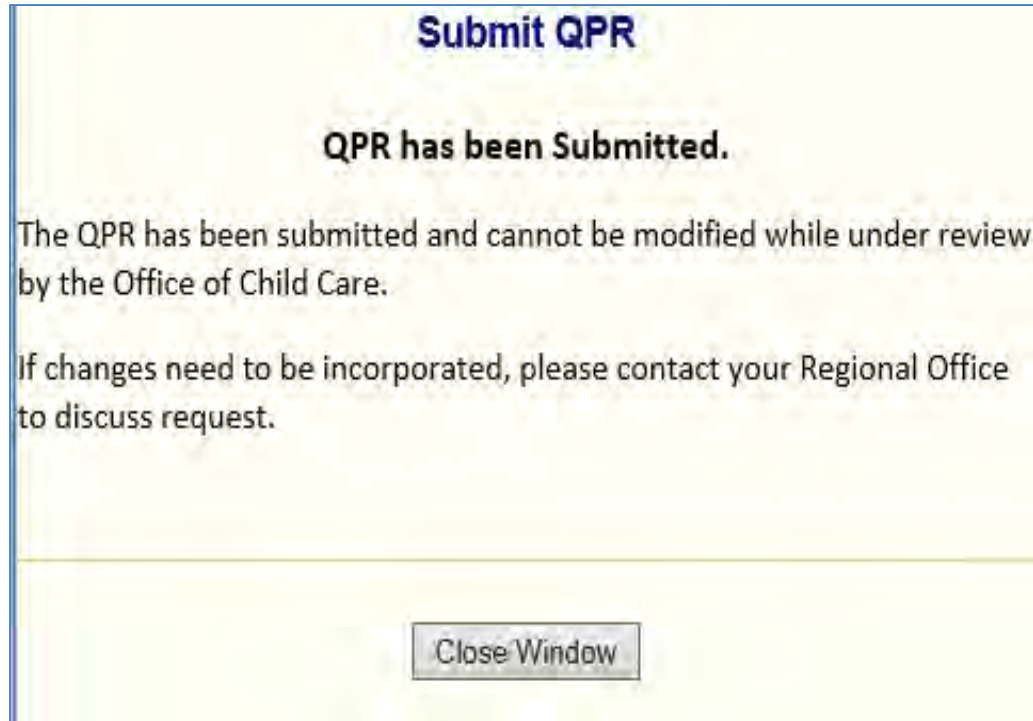 Submit QPR
QPR has been Submitted.
The QPR has been submitted and cannot be modified while under review
by the Office of Child Care.
If changes need to be incorporated, please contact your Regional Office
to discuss request.
Close Window